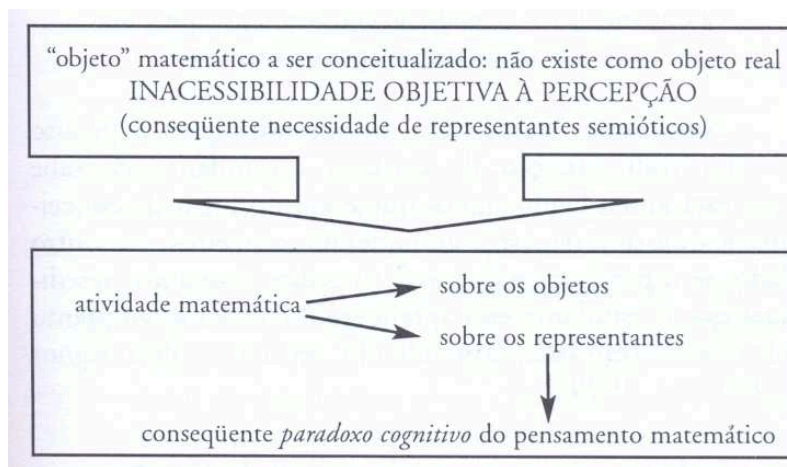 “objeto” matemático a ser conceitualizado: não existe como objeto real
INACESSIBILIDADE OBJETIVA À PERCEPÇÃO
(conseqüente necessidade de representantes semióticos)
atividade matemática
sobre os objetos
sobre os representantes
conseqüente paradoxo cognitivo do pensamento matemático